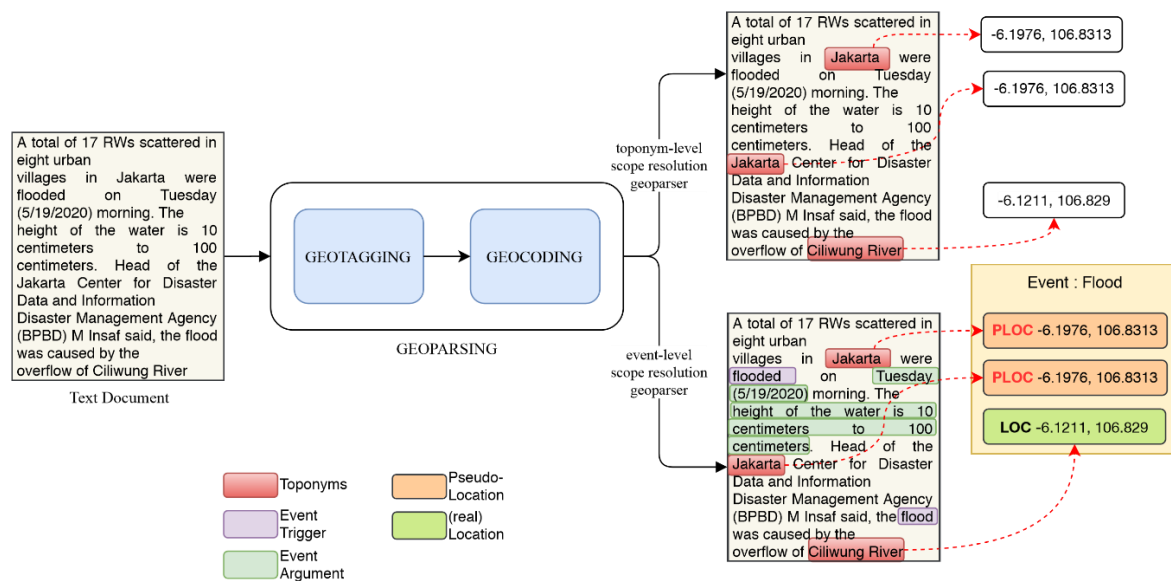 A total of 17 RWs scattered in
eight urban
villages in Jakarta were
flooded on Tuesday
(5/19/2020) morning. The
height of the water is 10
centimeters to 100
centimeters. Head of the
Jakarta Center for Disaster
Data and Information
Disaster Management Agency
(BPBD) M Insaf said, the flood
was caused by the
overflow of Ciliwung River
Text Document
GEOTAGGING
GEOCODING
GEOPARSING
toponym-level
scope resolution
geoparser
event-level
scope resolution
geoparser
A total of 17 RWs scattered in
eight urban
villages in Jakarta were
flooded on Tuesday
(5/19/2020) morning. The
height of the water is 10
centimeters to 100
centimeters. Head of the
Jakarta Center for Disaster
Data and Information
Disaster Management Agency
(BPBD) M Insaf said, the flood
was caused by the
overflow of Ciliwung River
-6.1976, 106.8313
-6.1976, 106.8313
-6.1211, 106.829
A total of 17 RWs scattered in
eight urban
villages in Jakarta were
flooded on Tuesday
(5/19/2020) morning. The
height of the water is 10
centimeters to 100
centimeters. Head of the
Jakarta Center for Disaster
Data and Information
Disaster Management Agency
(BPBD) M Insaf said, the flood
was caused by the
overflow of Ciliwung River
Event : Flood
PLOC -6.1976, 106.8313
PLOC -6.1976, 106.8313
LOC -6.1211, 106.829
Toponyms
Event
Trigger
Event
Argument
Pseudo-
Location
(real)
Location